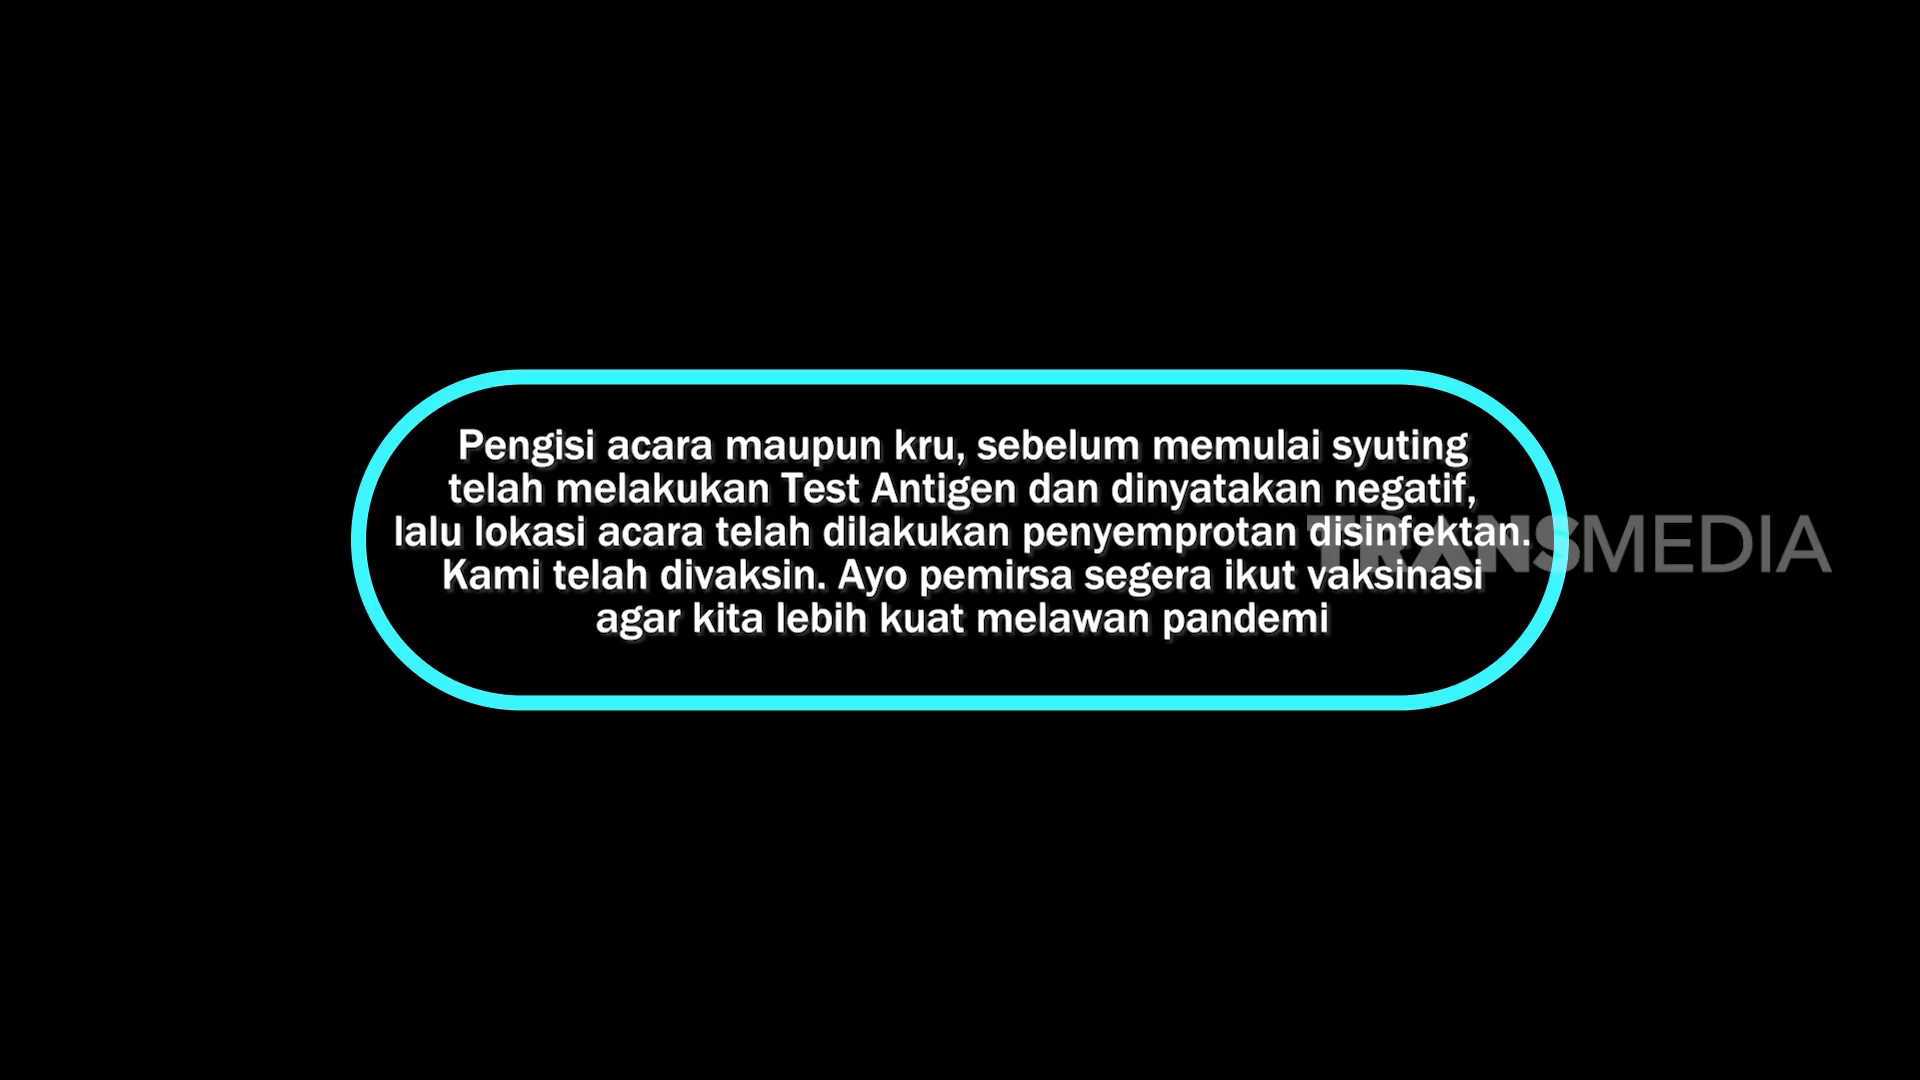 Pengisi acara maupun kru, sebelum memulai syuting
telah melakukan Test Antigen dan dinyatakan negatif,
lalu lokasi acara telah dilakukan penyemprotan disinfektan.
TRANSMEDIA
Kami telah divaksin. Ayo pemirsa segera ikut vaksinasi
agar kita lebih kuat melawan pandemi